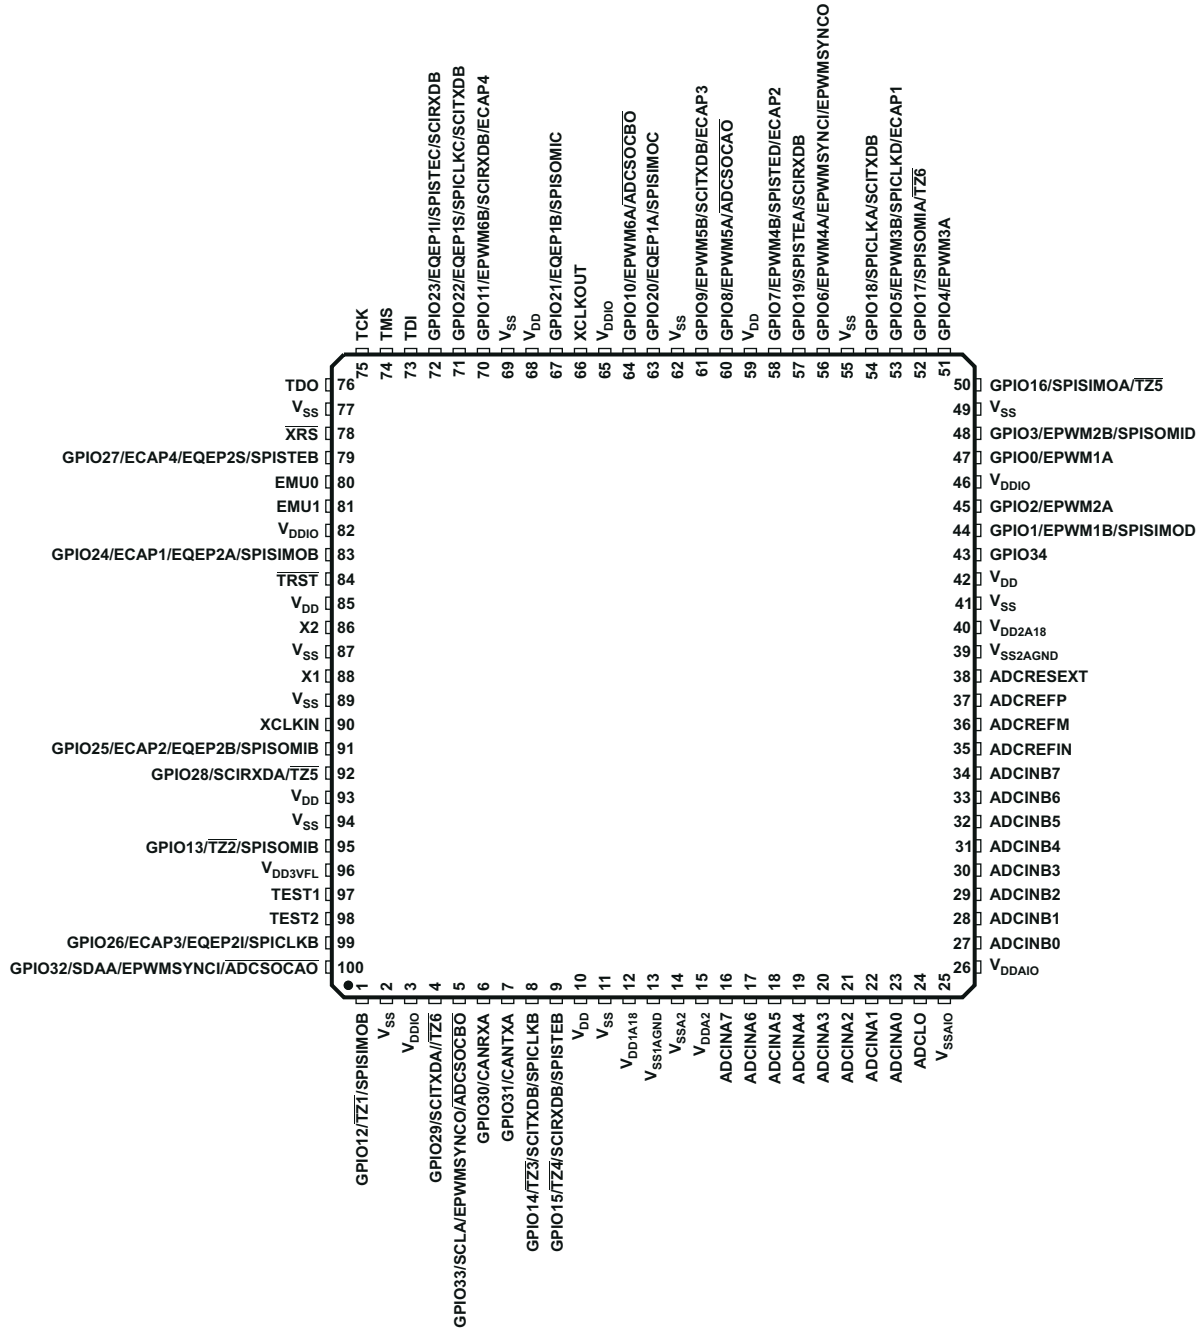 TCK
TMS
TDI
GPIO23/EQEP1I/SPISTEC/SCIRXDB
GPIO22/EQEP1S/SPICLKC/SCITXDB
GPIO11/EPWM6B/SCIRXDB/ECAP4
VSS
VDD
GPIO21/EQEP1B/SPISOMIC
XCLKOUT
VDDIO
GPIO10/EPWM6A/ADCSOCBO
GPIO20/EQEP1A/SPISIMOC
VSS
GPIO9/EPWM5B/SCITXDB/ECAP3
GPIO8/EPWM5A/ADCSOCAO
VDD
GPIO7/EPWM4B/SPISTED/ECAP2
GPIO19/SPISTEA/SCIRXDB
GPIO6/EPWM4A/EPWMSYNCI/EPWMSYNCO
VSS
GPIO18/SPICLKA/SCITXDB
GPIO5/EPWM3B/SPICLKD/ECAP1
GPIO17/SPISOMIA/TZ6
GPIO4/EPWM3A
75
74
73
72
71
70
69
68
67
66
65
64
63
62
61
60
59
58
57
56
55
54
53
52
51
TDO 76
VSS 77
XRS 78
GPIO27/ECAP4/EQEP2S/SPISTEB 79
EMU0 80
EMU1 81
VDDIO 82
GPIO24/ECAP1/EQEP2A/SPISIMOB 83
TRST 84
VDD 85
X2 86
VSS 87
X1 88
VSS 89
XCLKIN 90
GPIO25/ECAP2/EQEP2B/SPISOMIB 91
GPIO28/SCIRXDA/TZ5 92
VDD 93
VSS 94
GPIO13/TZ2/SPISOMIB 95
VDD3VFL 96
TEST1 97
TEST2 98
GPIO26/ECAP3/EQEP2I/SPICLKB 99
GPIO32/SDAA/EPWMSYNCI/ADCSOCAO 100
50 GPIO16/SPISIMOA/TZ5
49 VSS
48 GPIO3/EPWM2B/SPISOMID
47 GPIO0/EPWM1A
46 VDDIO
45 GPIO2/EPWM2A
44 GPIO1/EPWM1B/SPISIMOD
43 GPIO34
42 VDD
41 VSS
40 VDD2A18
39 VSS2AGND
38 ADCRESEXT
37 ADCREFP
36 ADCREFM
35 ADCREFIN
34 ADCINB7
33 ADCINB6
32 ADCINB5
31 ADCINB4
30 ADCINB3
29 ADCINB2
28 ADCINB1
27 ADCINB0
26 VDDAIO
1
2
3
4
5
6
7
8
9
10
11
12
13
14
15
16
17
18
19
20
21
22
23
24
25
GPIO12/TZ1/SPISIMOB
VSS
VDDIO
GPIO29/SCITXDA//TZ6
GPIO33/SCLA/EPWMSYNCO/ADCSOCBO
GPIO30/CANRXA
GPIO31/CANTXA
GPIO14/TZ3/SCITXDB/SPICLKB
GPIO15/TZ4/SCIRXDB/SPISTEB
VDD
VSS
VDD1A18
VSS1AGND
VSSA2
VDDA2
ADCINA7
ADCINA6
ADCINA5
ADCINA4
ADCINA3
ADCINA2
ADCINA1
ADCINA0
ADCLO
VSSAIO